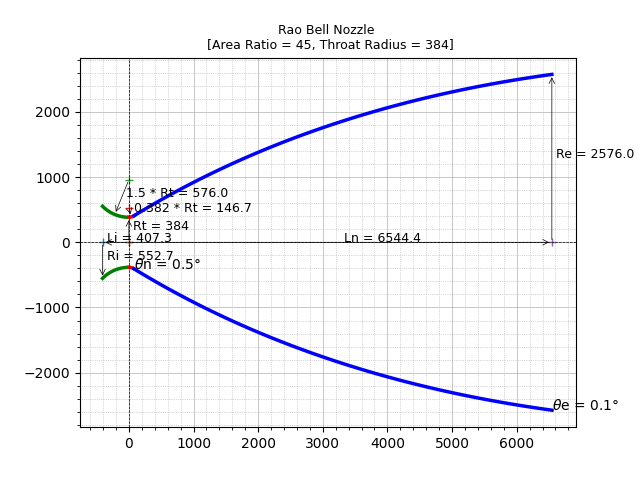 Rao Bell Nozzle
[Area Ratio = 45, Throat Radius = 384]
2000
1000
0
−1000
−2000
Re = 2576.0
1.5 * Rt = 576.0
0.382 * Rt = 146.7
Rt = 384
Li = 407.3
Ln = 6544.4
Ri = 552.7
θn = 0.5°
θe = 0.1°
0
1000
2000
3000
4000
5000
6000